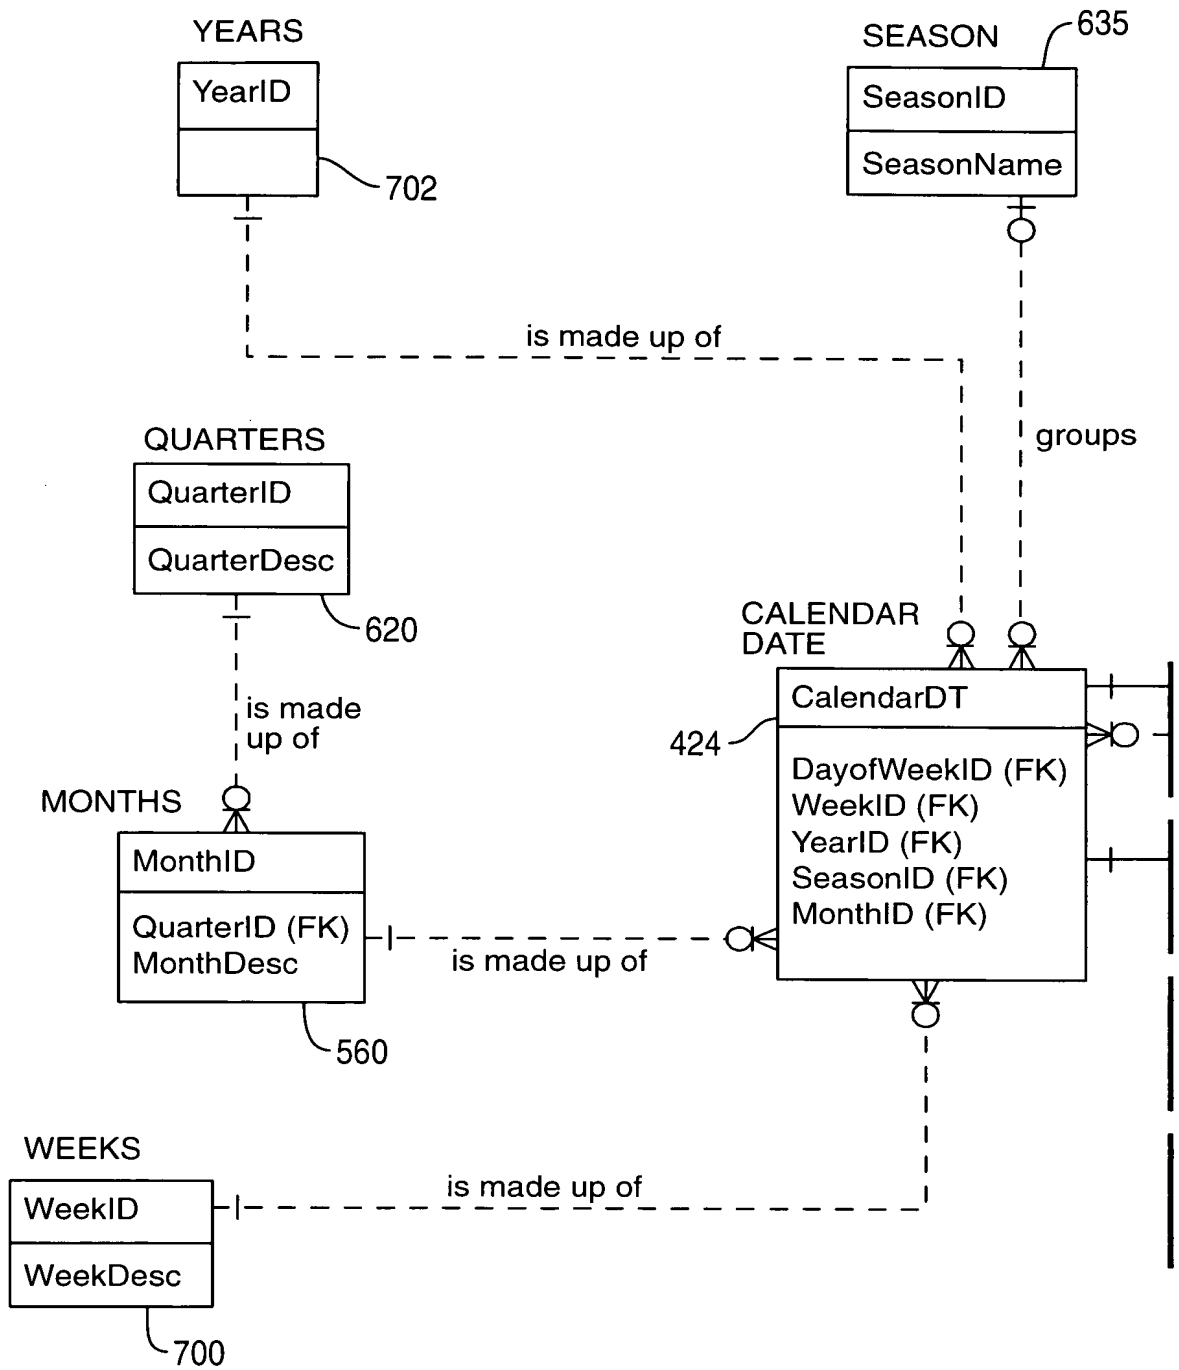 YEARS
YearID
702
SEASON
635
SeasonID
SeasonName
is made up of
groups
QUARTERS
QuarterID
QuarterDesc
620
is made
up of
MONTHS
MonthID
QuarterID (FK)
MonthDesc
560
is made up of
CALENDAR
DATE
CalendarDT
424
DayofWeekID (FK)
WeekID (FK)
YearID (FK)
SeasonID (FK)
MonthID (FK)
WEEKS
WeekID
WeekDesc
700
is made up of